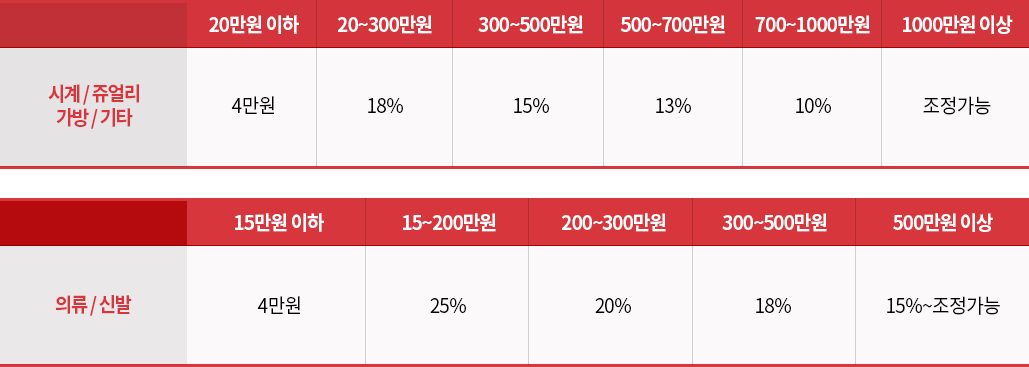 20만원 이하 20~300만원 300~500만원 500~700만원 700~1000만원 1000만원 이상
시계 / 쥬얼리
가방 / 기타
4만원 18% 15% 13% 10% 조정가능
15만원 이하 15~200만원 200~300만원 300~500만원 500만원 이상
의류 / 신발 4만원 25% 20% 18% 15%~조정가능